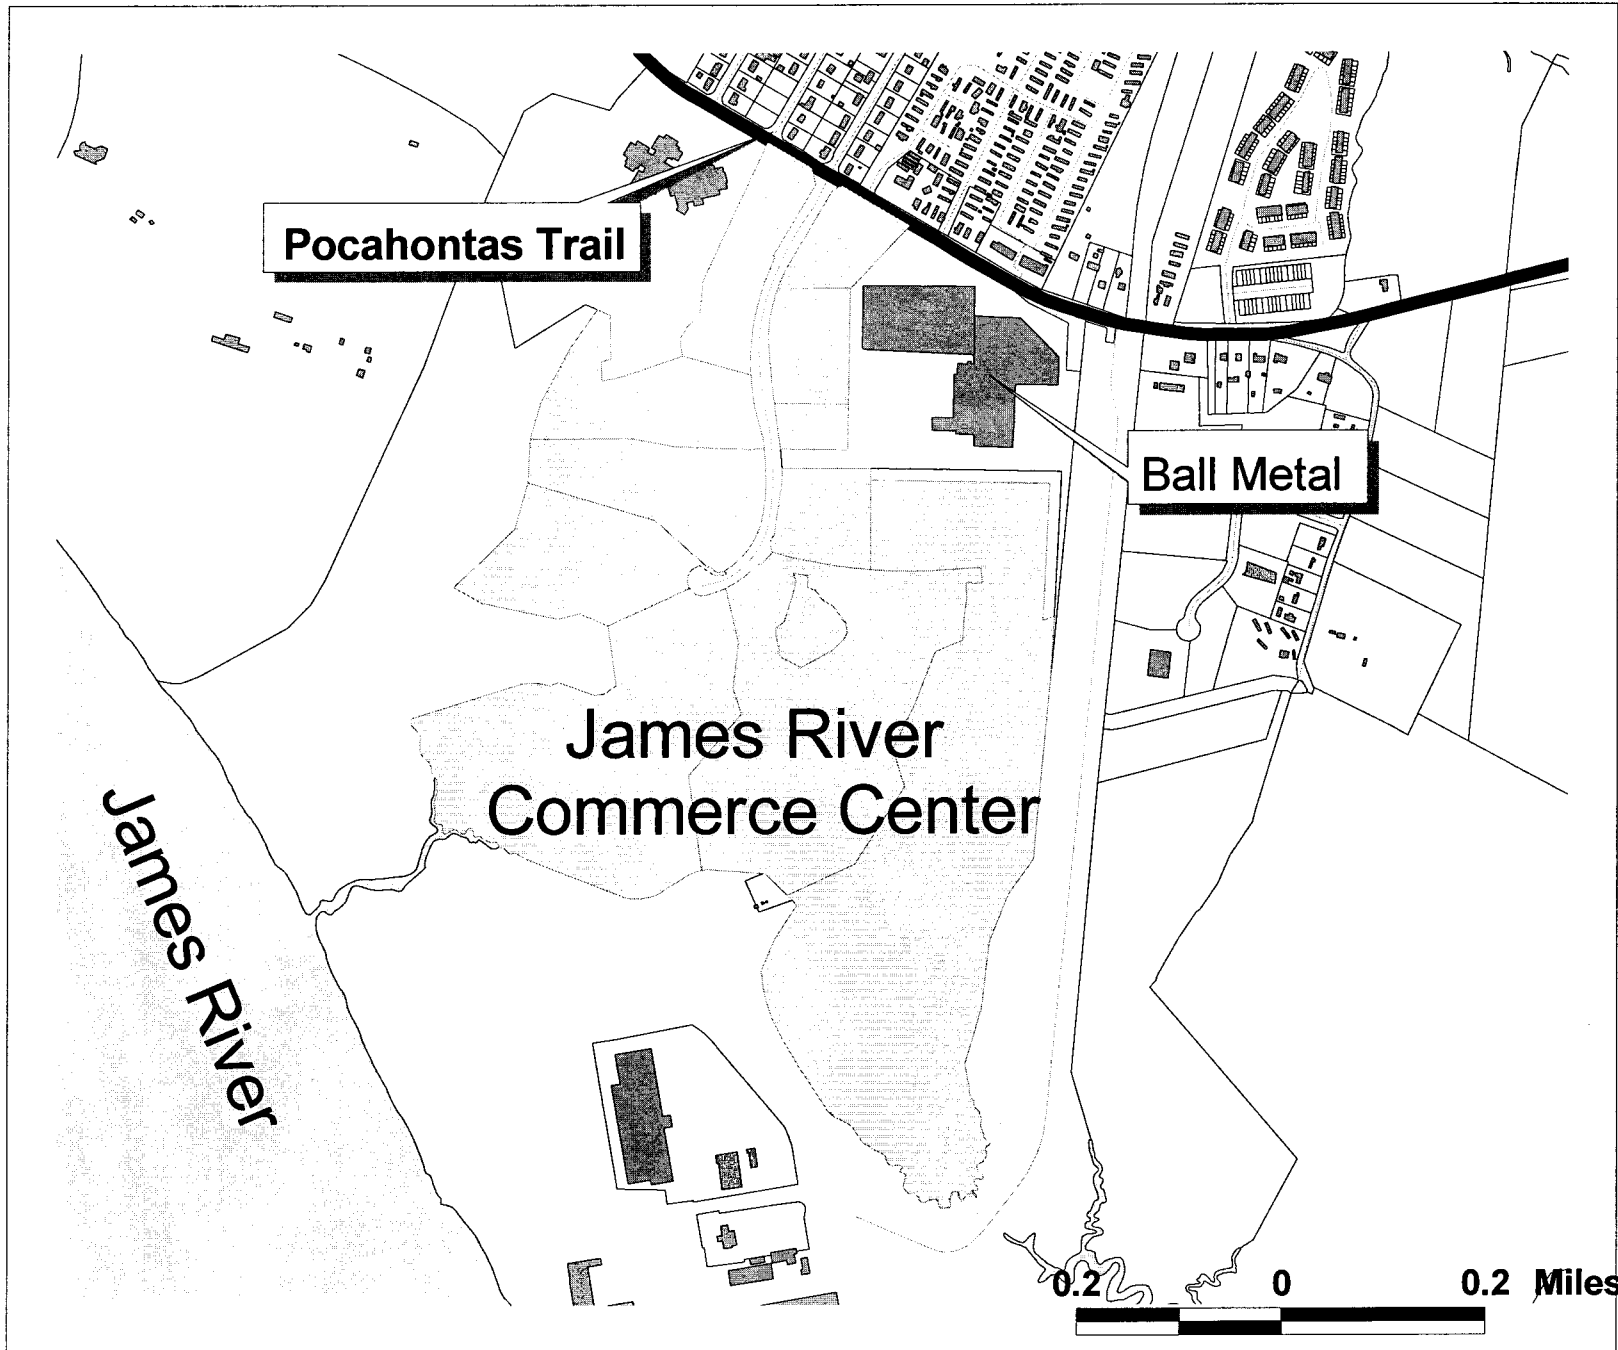 Pocahontas Trail
Ball Metal
James River
Commerce Center
James River
0.2 0 0.2 Miles